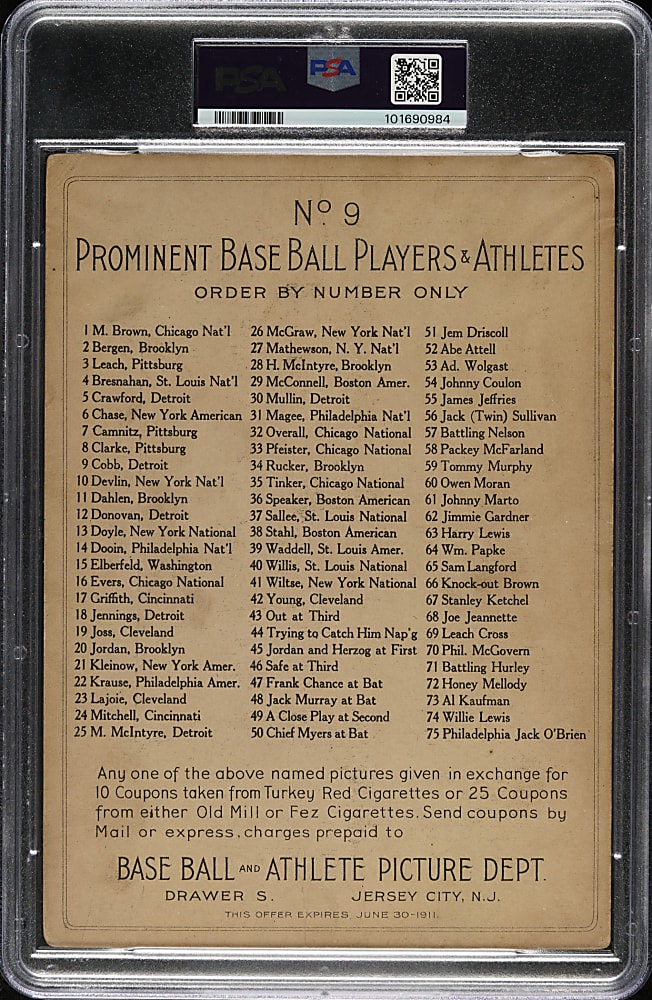 PSA
PSA
101690984
Nº 9
PROMINENT BASE BALL PLAYERS & ATHLETES
ORDER BY NUMBER ONLY
1 M. Brown, Chicago Nat'l
2 Bergen, Brooklyn
3 Leach, Pittsburg
4 Bresnahan, St. Louis Nat'l
5 Crawford, Detroit
6 Chase, New York American
7 Camnitz, Pittsburg
8 Clarke, Pittsburg
9 Cobb, Detroit
10 Devlin, New York Nat'l
11 Dahlen, Brooklyn
12 Donovan, Detroit
13 Doyle, New York National
14 Dooin, Philadelphia Nat'l
15 Elberfeld, Washington
16 Evers, Chicago National
17 Griffith, Cincinnati
18 Jennings, Detroit
19 Joss, Cleveland
20 Jordan, Brooklyn
21 Kleinow, New York Amer.
22 Krause, Philadelphia Amer.
23 Lajoie, Cleveland
24 Mitchell, Cincinnati
25 M. McIntyre, Detroit
26 McGraw, New York Nat'l
27 Mathewson, N. Y. Nat'l
28 H. McIntyre, Brooklyn
29 McConnell, Boston Amer.
30 Mullin, Detroit
31 Magee, Philadelphia Nat'l
32 Overall, Chicago National
33 Pfeister, Chicago National
34 Rucker, Brooklyn
35 Tinker, Chicago National
36 Speaker, Boston American
37 Sallee, St. Louis National
38 Stahl, Boston American
39 Waddell, St. Louis Amer.
40 Willis, St. Louis National
41 Wiltse, New York National
42 Young, Cleveland
43 Out at Third
44 Trying to Catch Him Nap'g
45 Jordan and Herzog at First
46 Safe at Third
47 Frank Chance at Bat
48 Jack Murray at Bat
49 A Close Play at Second
50 Chief Myers at Bat
51 Jem Driscoll
52 Abe Attell
53 Ad. Wolgast
54 Johnny Coulon
55 James Jeffries
56 Jack (Twin) Sullivan
57 Battling Nelson
58 Packey McFarland
59 Tommy Murphy
60 Owen Moran
61 Johnny Marto
62 Jimmie Gardner
63 Harry Lewis
64 Wm. Papke
65 Sam Langford
66 Knock-out Brown
67 Stanley Ketchel
68 Joe Jeannette
69 Leach Cross
70 Phil. McGovern
71 Battling Hurley
72 Honey Mellody
73 Al Kaufman
74 Willie Lewis
75 Philadelphia Jack O'Brien
Any one of the above named pictures given in exchange for
10 Coupons taken from Turkey Red Cigarettes or 25 Coupons
from either Old Mill or Fez Cigarettes. Send coupons by
Mail or express, charges prepaid to
BASE BALL AND ATHLETE PICTURE DEPT.
DRAWER S. JERSEY CITY, N.J.
THIS OFFER EXPIRES, JUNE 30-1911.